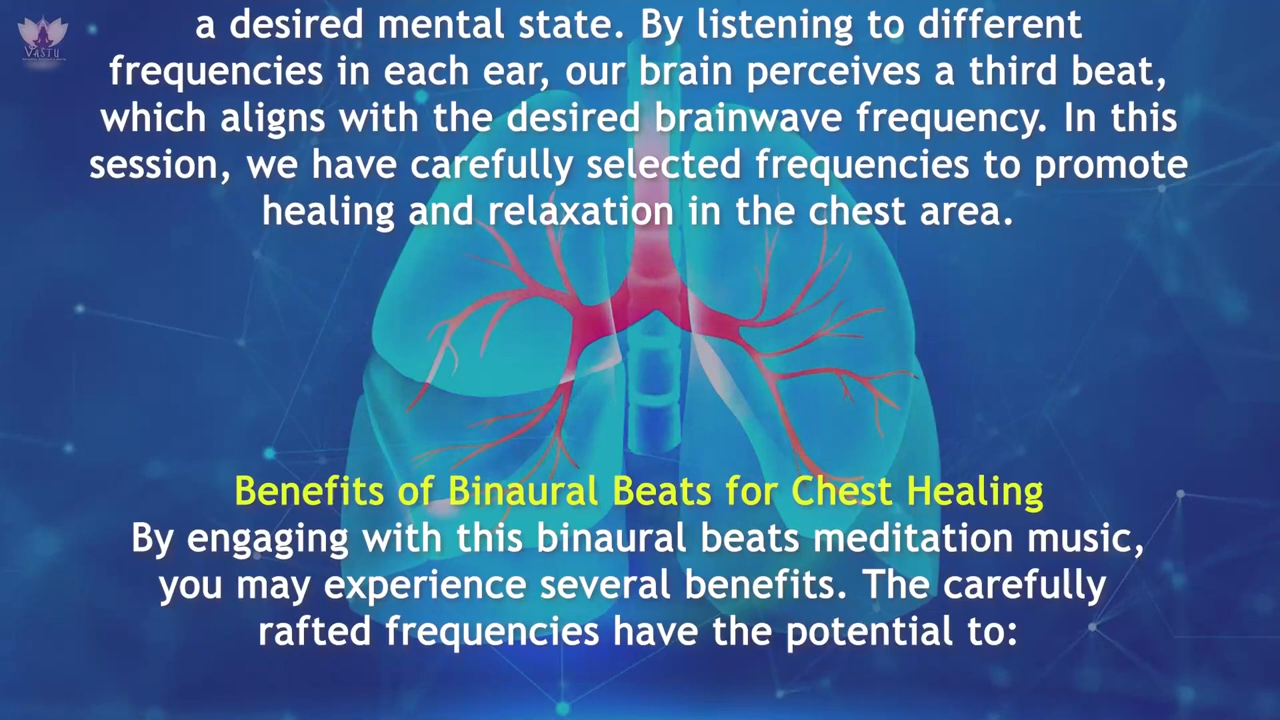 a desired mental state. By listening to different
frequencies in each ear, our brain perceives a third beat,
which aligns with the desired brainwave frequency. In this
session, we have carefully selected frequencies to promote
healing and relaxation in the chest area.
Benefits of Binaural Beats for Chest Healing
By engaging with this binaural beats meditation music,
you may experience several benefits. The carefully
rafted frequencies have the potential to:
VASTU